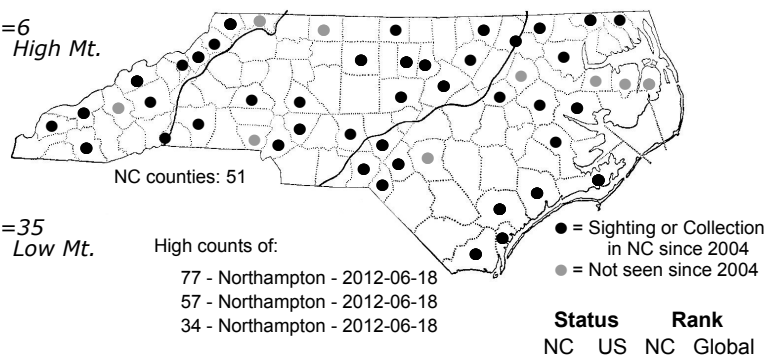 =6
High Mt.
NC counties: 51
=35
Low Mt.
High counts of:
77 - Northampton - 2012-06-18
57 - Northampton - 2012-06-18
34 - Northampton - 2012-06-18
= Sighting or Collection
in NC since 2004
= Not seen since 2004
Status Rank
NC US NC Global